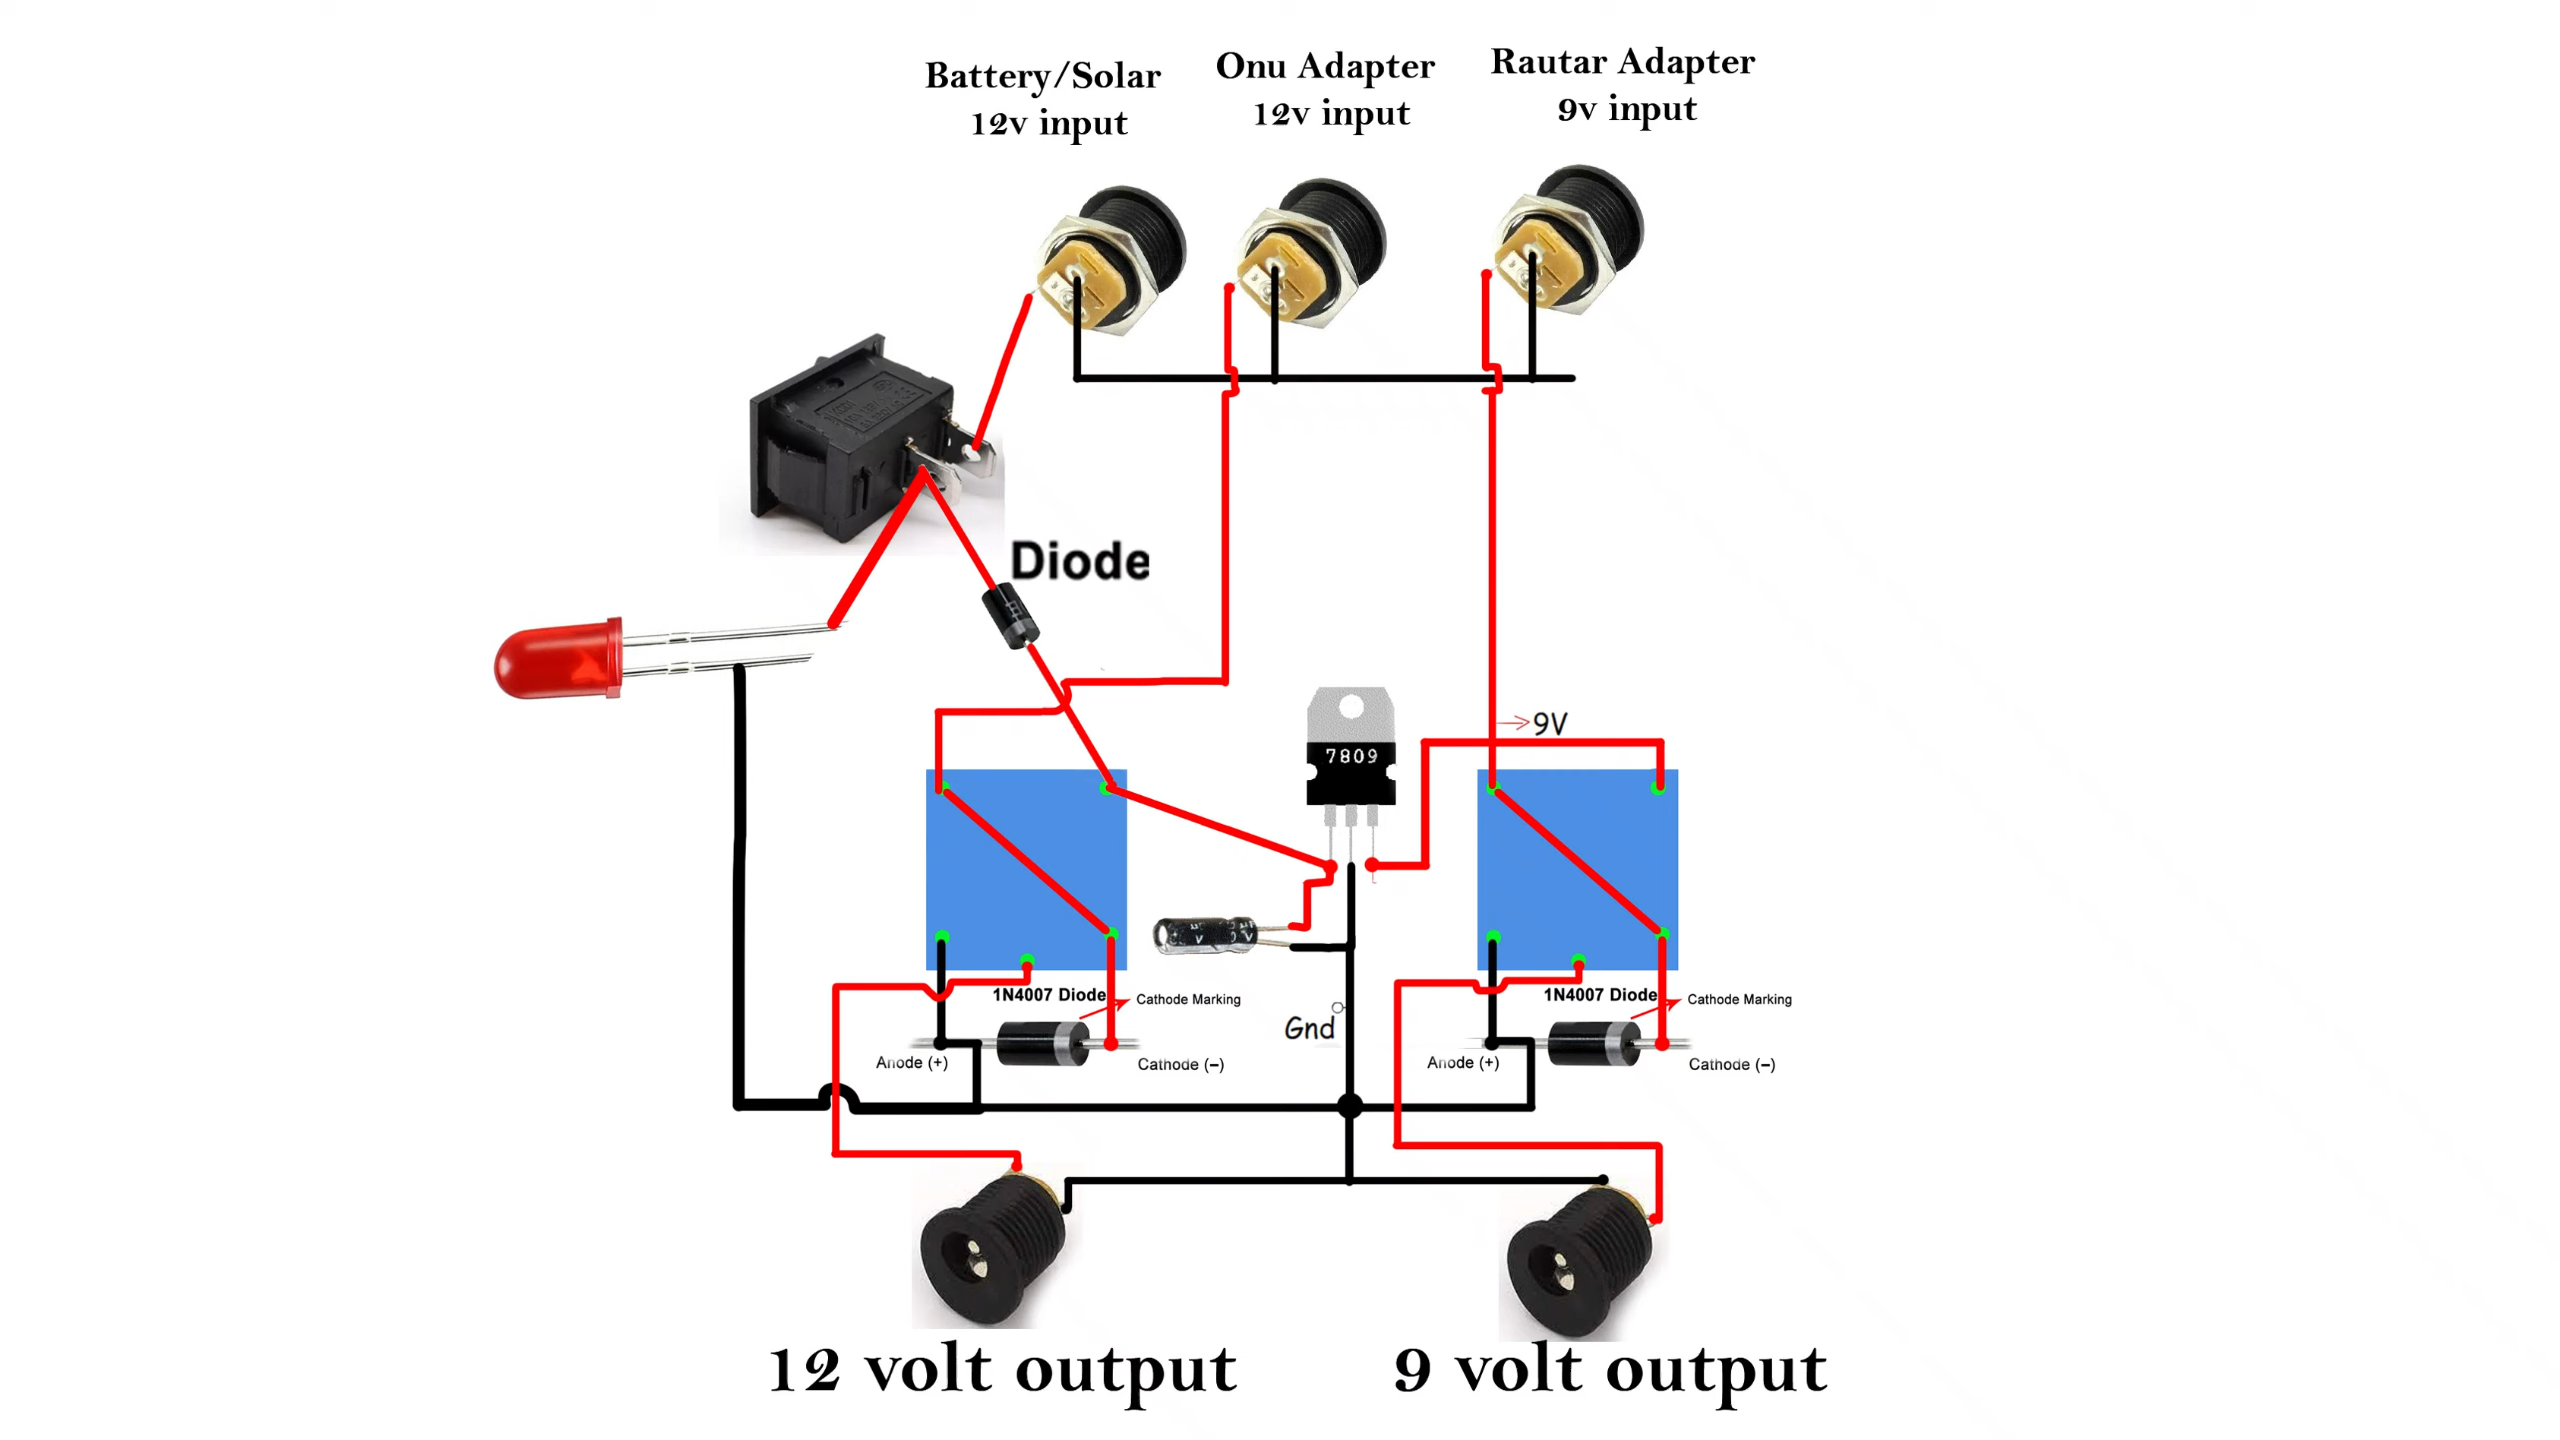 Battery/Solar
12v input
Onu Adapter
12v input
Rautar Adapter
9v input
Diode
9V
7809
1N4007 Diode
Cathode Marking
Anode (+)
Cathode (−)
Gnd
1N4007 Diode
Cathode Marking
Anode (+)
Cathode (−)
12 volt output
9 volt output